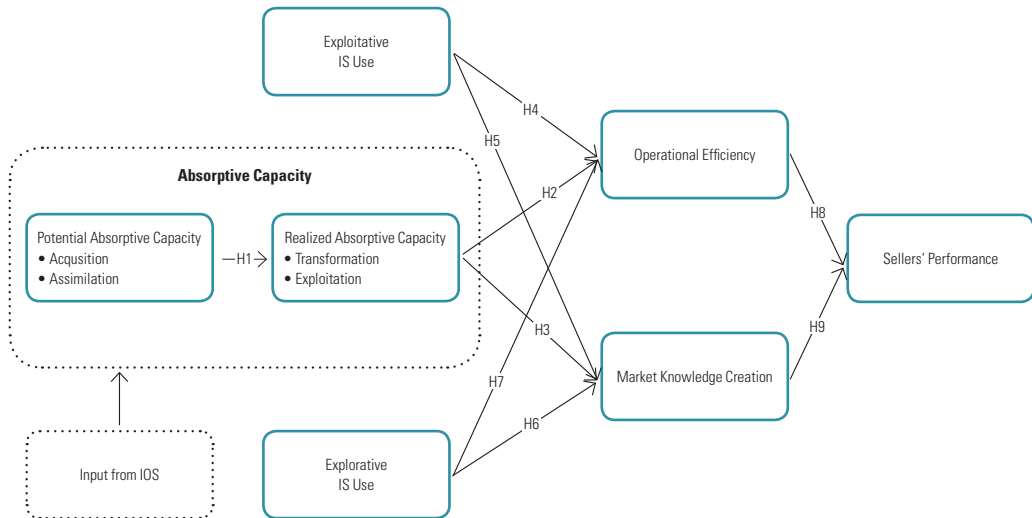 Exploitative
IS Use
H4
H5
Operational Efficiency
Absorptive Capacity
H2
H8
Potential Absorptive Capacity
• Acqusition
• Assimilation
H1
Realized Absorptive Capacity
• Transformation
• Exploitation
Sellers' Performance
H3
H9
H7
Market Knowledge Creation
H6
Input from IOS
Explorative
IS Use